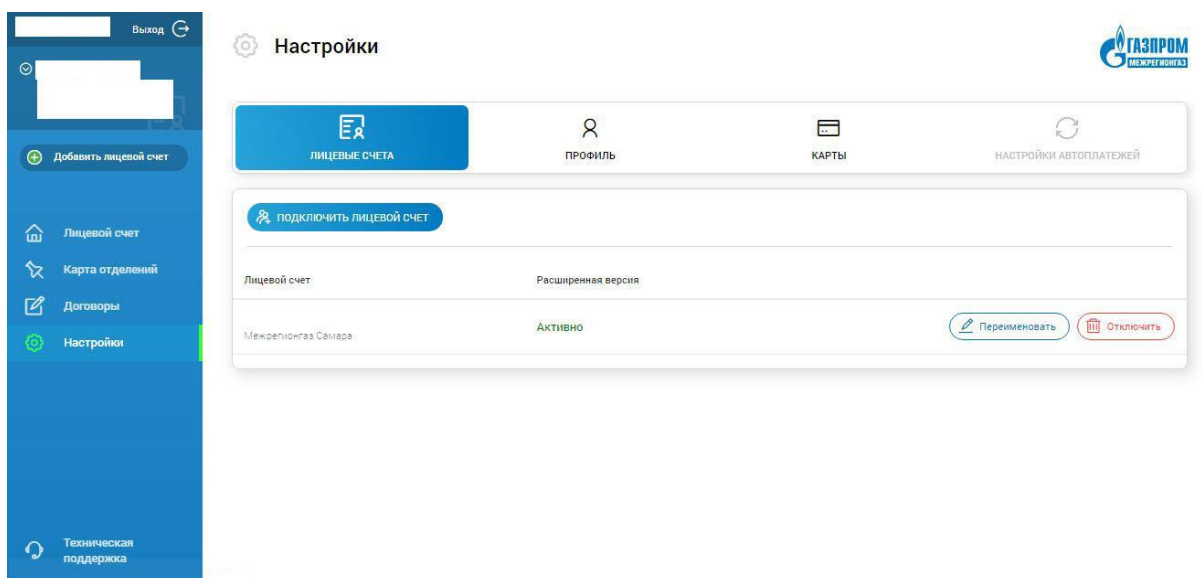 Выход
Настройки
ГАЗПРОМ
МЕЖРЕГИОНГАЗ
Добавить лицевой счет
ЛИЦЕВЫЕ СЧЕТА
ПРОФИЛЬ
КАРТЫ
НАСТРОЙКИ АВТОПЛАТЕЖЕЙ
ПОДКЛЮЧИТЬ ЛИЦЕВОЙ СЧЕТ
Лицевой счет
Карта отделений
Договоры
Настройки
Лицевой счет
Расширенная версия
Межрегионгаз Самара
Активно
Переименовать
Отключить
Техническая
поддержка